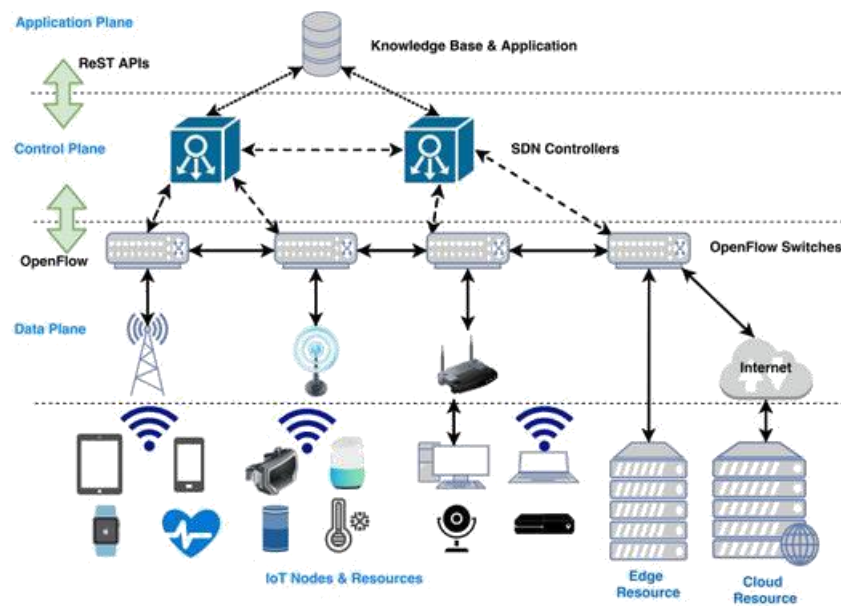 Application Plane
Knowledge Base & Application
ReST APIs
Control Plane
SDN Controllers
OpenFlow
OpenFlow Switches
Data Plane
Internet
IoT Nodes & Resources
Edge
Resource
Cloud
Resource